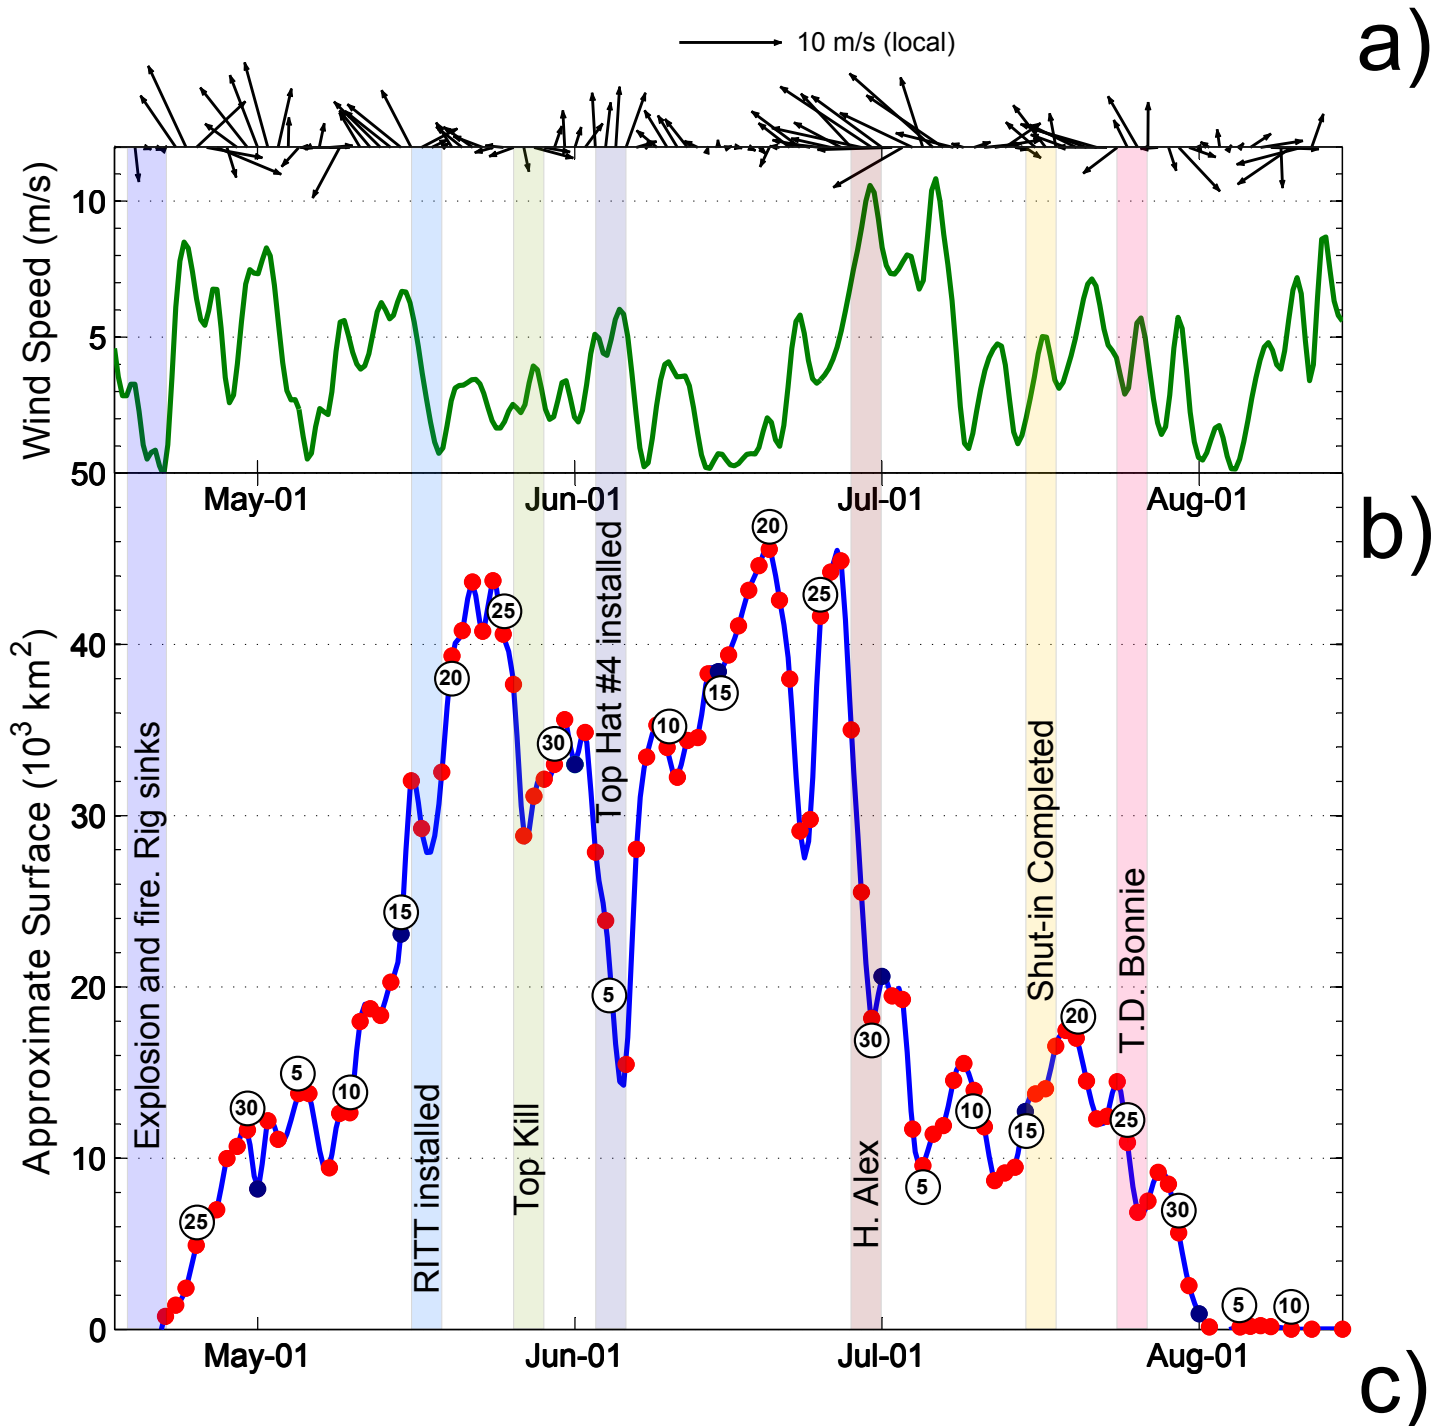 a)
10 m/s (local)
Wind Speed (m/s)
10
5
0
May-01
Jun-01
Jul-01
Aug-01
b)
Approximate Surface (10³ km²)
50
40
30
20
10
0
Explosion and fire. Rig sinks
RITT installed
Top Kill
Top Hat #4 installed
H. Alex
Shut-in Completed
T.D. Bonnie
25
30
5
10
15
20
25
30
5
10
15
20
25
30
5
10
15
20
25
30
5
10
May-01
Jun-01
Jul-01
Aug-01
c)